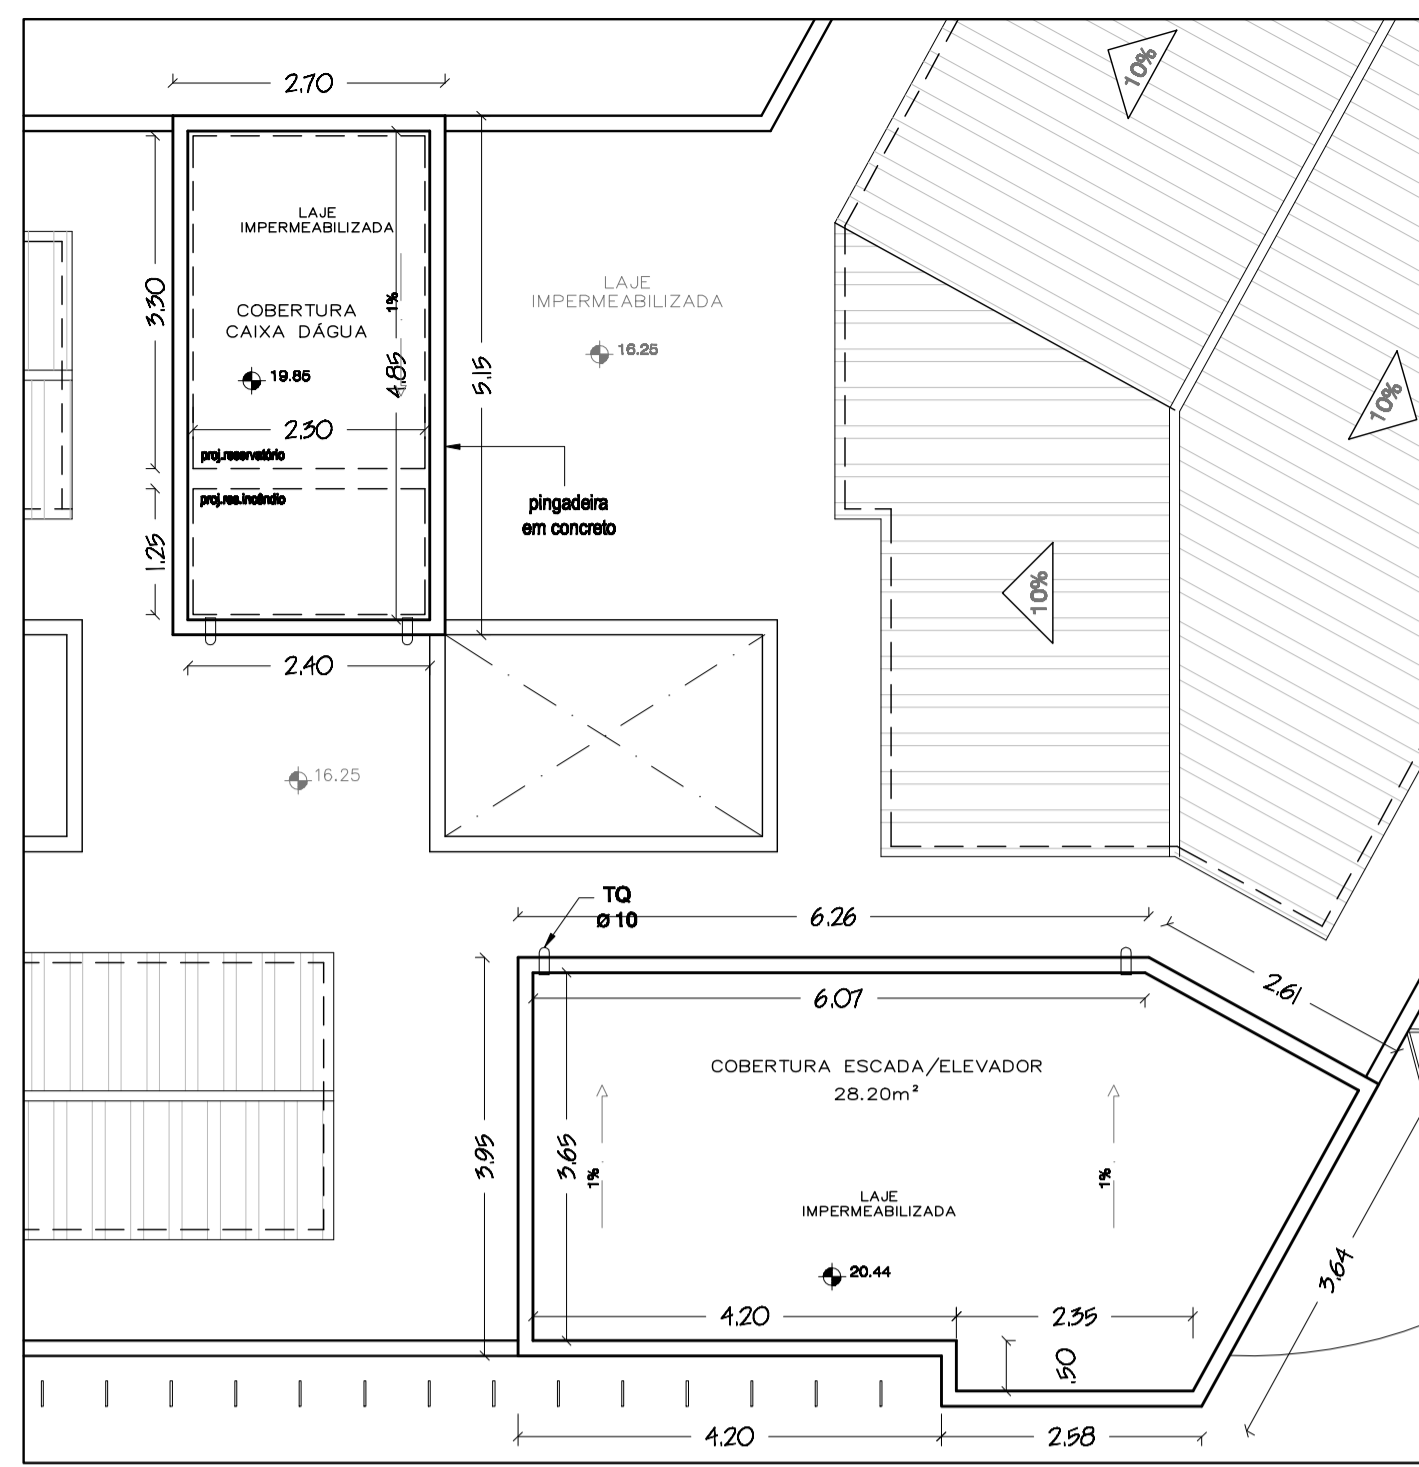 10%
2.70
LAJE
IMPERMEABILIZADA
3.30
COBERTURA
CAIXA DÁGUA
1%
19.85
4.85
5.15
LAJE
IMPERMEABILIZADA
16.25
10%
2.30
proj.reservatório
proj.res.incêndio
pingadeira
em concreto
1.25
10%
2.40
16.25
TQ
ø 10
6.26
2.61
6.07
COBERTURA ESCADA/ELEVADOR
28.20m²
3.95
3.65
1%
1%
LAJE
IMPERMEABILIZADA
20.44
3.64
4.20
2.35
.50
4.20
2.58